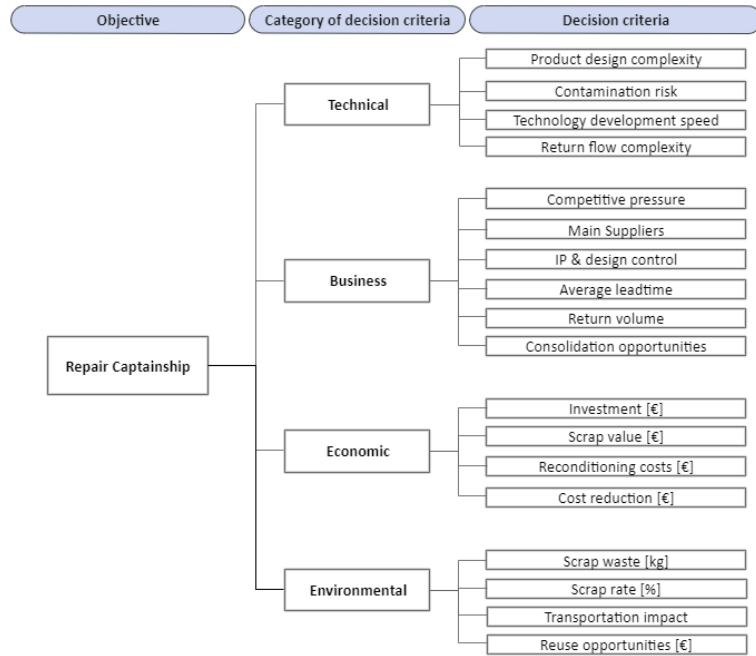 Objective
Category of decision criteria
Decision criteria
Repair Captainship
Technical
Product design complexity
Contamination risk
Technology development speed
Return flow complexity
Business
Competitive pressure
Main Suppliers
IP & design control
Average leadtime
Return volume
Consolidation opportunities
Economic
Investment [€]
Scrap value [€]
Reconditioning costs [€]
Cost reduction [€]
Environmental
Scrap waste [kg]
Scrap rate [%]
Transportation impact
Reuse opportunities [€]